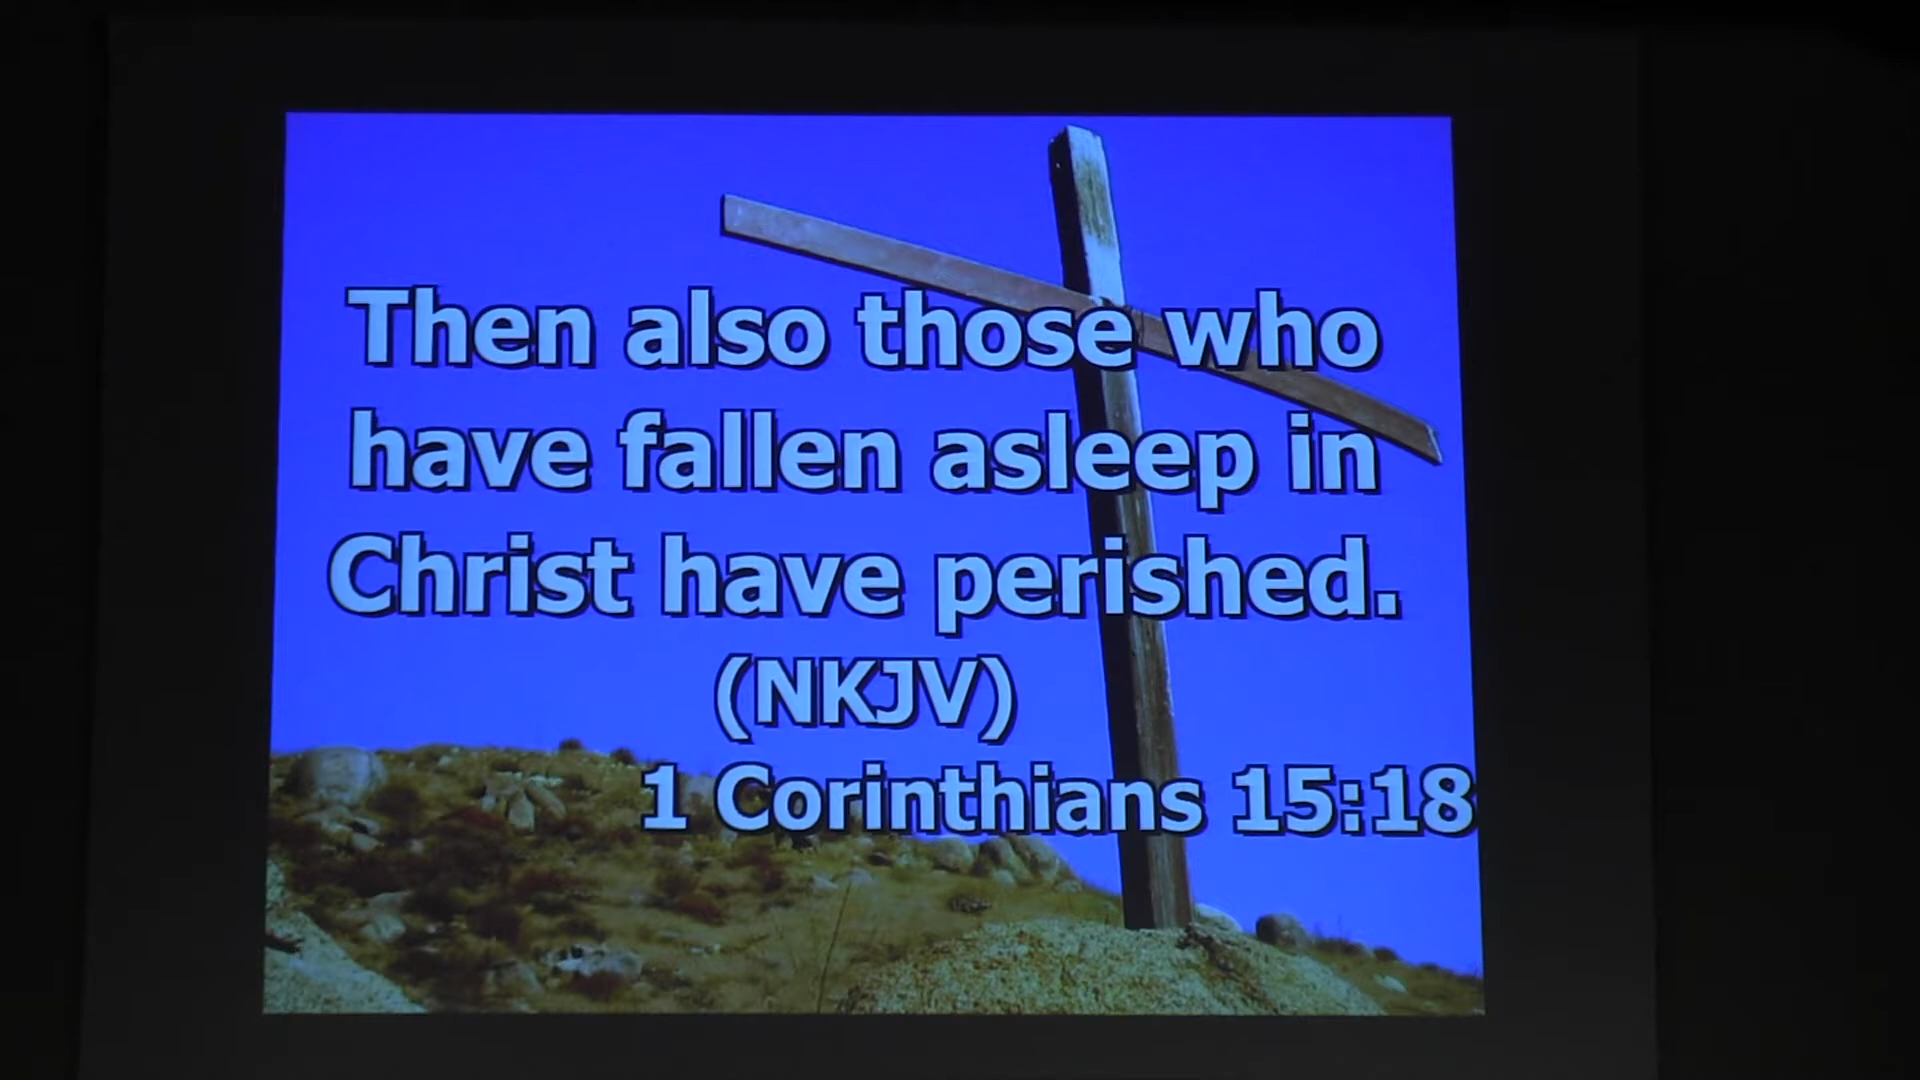 Then also those who
have fallen asleep in
Christ have perished.
(NKJV)
1 Corinthians 15:18